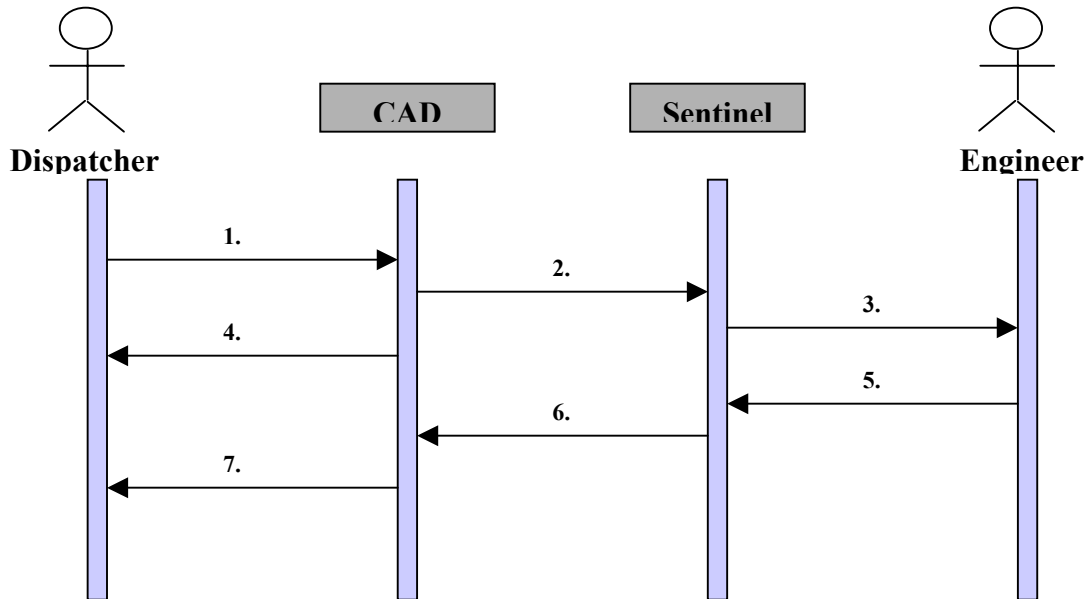 CAD
Sentinel
Dispatcher
Engineer
1.
2.
3.
4.
5.
6.
7.